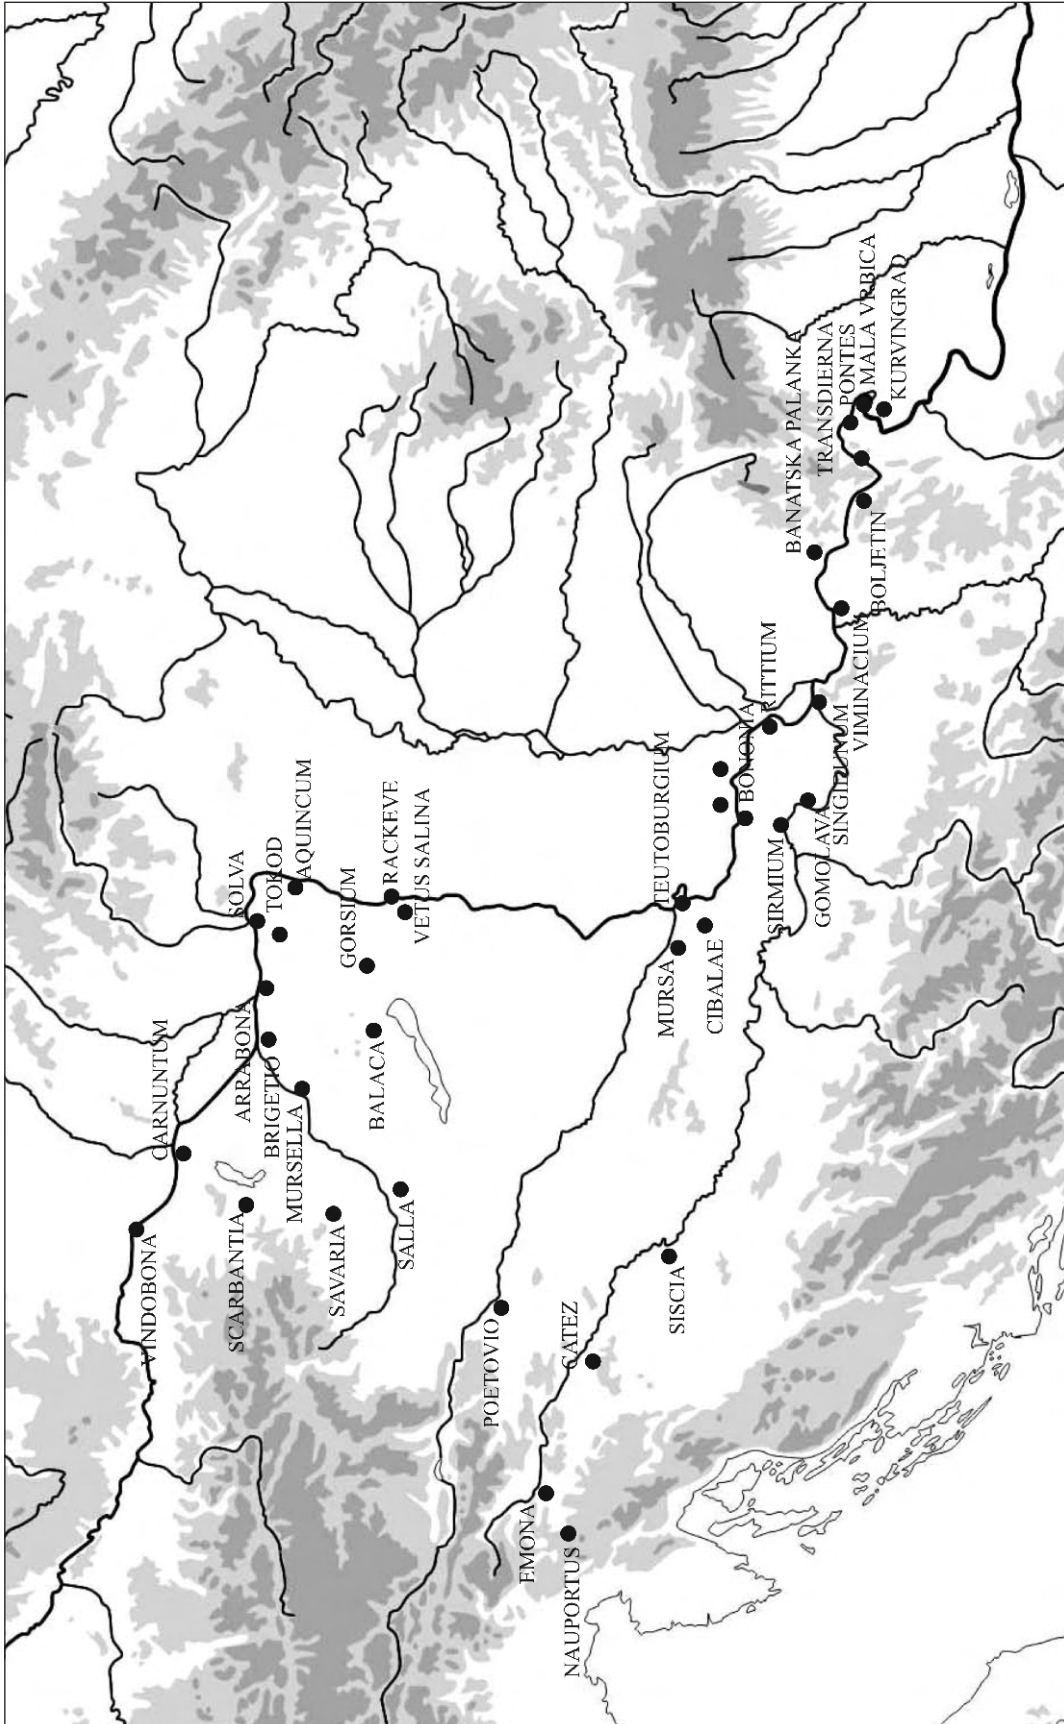 VINDOBONA
CARNUNTUM
SCARBANTIA
ARRABONA
BRIGETIO
MURSELLA
SAVARIA
SALLA
SOLVA
TOKOD
AQUINCUM
GORSIUM
BALACA
RACKEVE
VETUS SALINA
POETOVIO
CATEZ
EMONA
NAUPORTUS
SISCIA
MURSA
CIBALAE
TEUTOBURGIUM
BONONIA
RITTIUM
SIRMIUM
GOMOLAVA
SINGIDUNUM
VIMINACIUM
BOLJETIN
BANATSKA PALANKA
TRANSDIERNA
PONTES
MALA VRBICA
KURVINGRAD